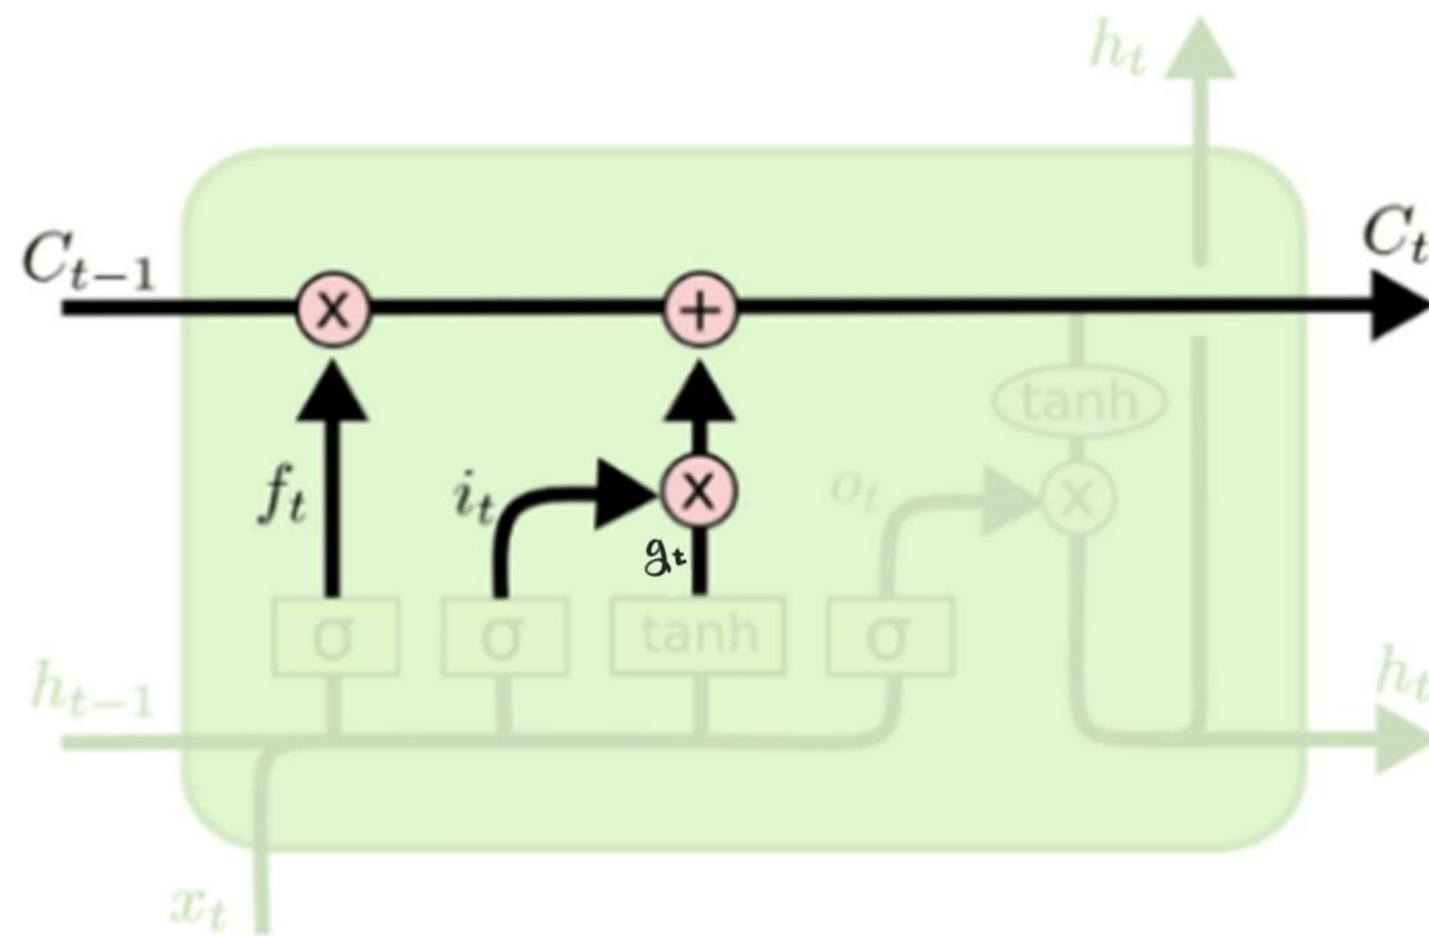 h_t
C_{t-1}
C_t
x
+
tanh
f_t
i_t
x
o_t
x
g_t
σ
σ
tanh
σ
h_{t-1}
h_t
x_t